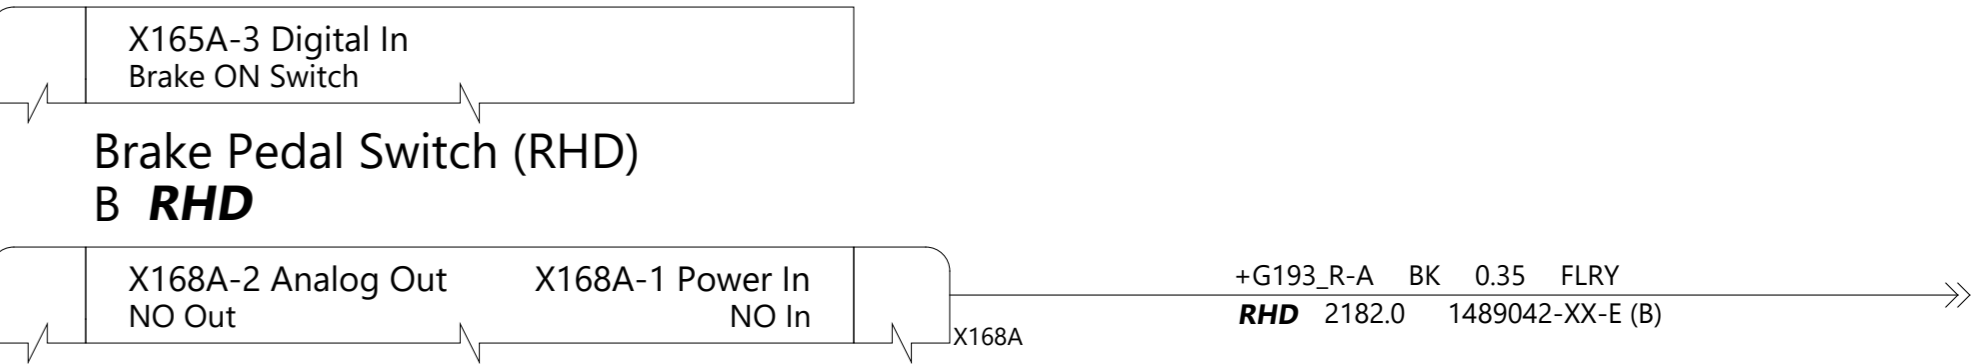 X165A-3 Digital In
Brake ON Switch
Brake Pedal Switch (RHD)
B RHD
X168A-2 Analog Out X168A-1 Power In
NO Out NO In
X168A
+G193_R-A BK 0.35 FLRY
RHD 2182.0 1489042-XX-E (B)